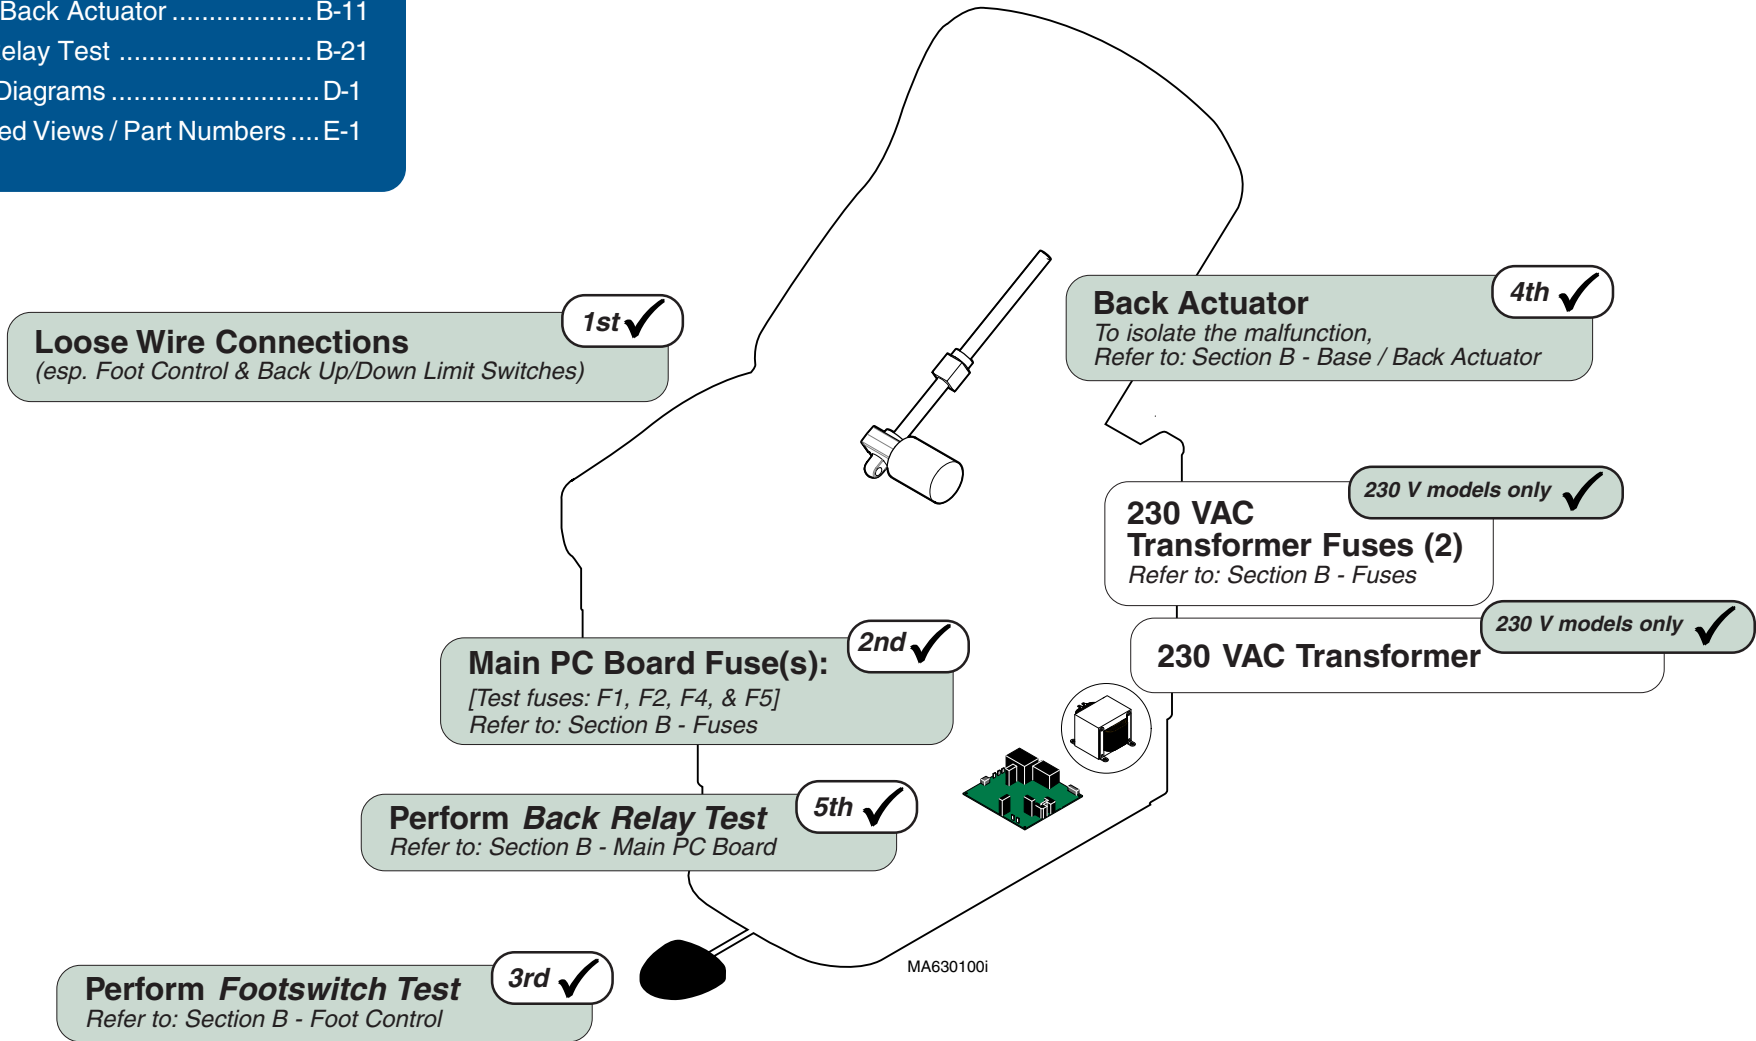 Back Actuator ................... B-11
elay Test .......................... B-21
Diagrams ............................ D-1
ed Views / Part Numbers .... E-1
1st
Loose Wire Connections
(esp. Foot Control & Back Up/Down Limit Switches)
4th
Back Actuator
To isolate the malfunction,
Refer to: Section B - Base / Back Actuator
230 V models only
230 VAC
Transformer Fuses (2)
Refer to: Section B - Fuses
230 V models only
230 VAC Transformer
2nd
Main PC Board Fuse(s):
[Test fuses: F1, F2, F4, & F5]
Refer to: Section B - Fuses
5th
Perform Back Relay Test
Refer to: Section B - Main PC Board
MA630100i
3rd
Perform Footswitch Test
Refer to: Section B - Foot Control